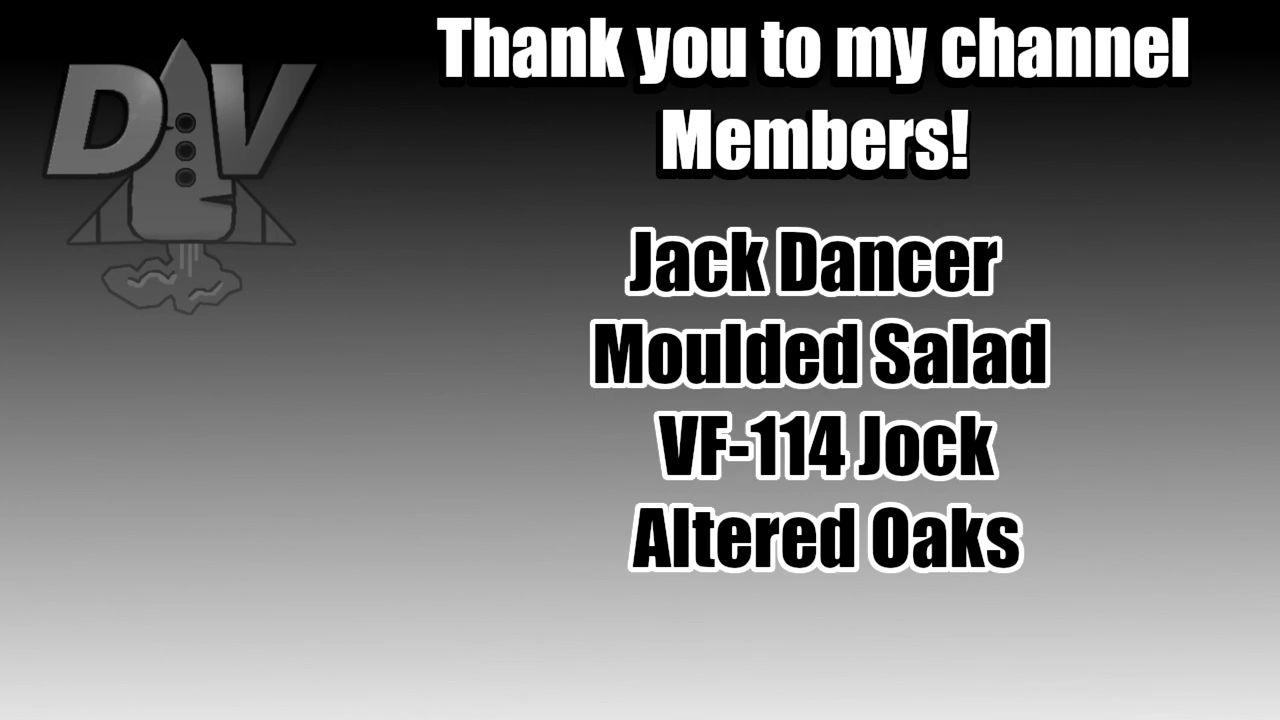 DV
Thank you to my channel
Members!
Jack Dancer
Moulded Salad
VF-114 Jock
Altered Oaks